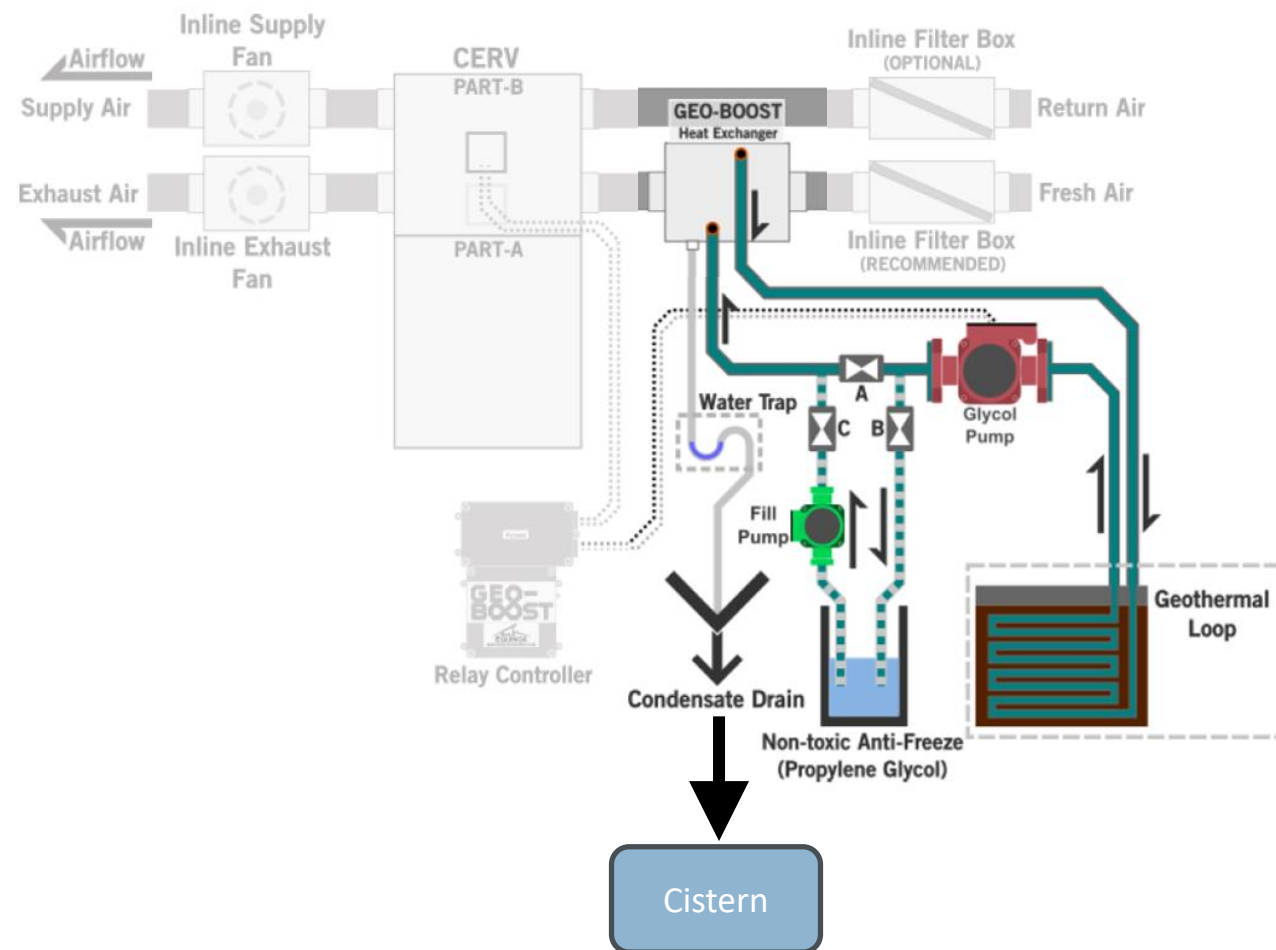 Inline Supply
Fan
Airflow
Supply Air
CERV
PART-B
GEO-BOOST
Heat Exchanger
Inline Filter Box
(OPTIONAL)
Return Air
Exhaust Air
Airflow
Inline Exhaust
Fan
PART-A
Fresh Air
Inline Filter Box
(RECOMMENDED)
Water Trap
A
C
B
Glycol
Pump
Fill
Pump
GEO-
BOOST
EQUINOX
Relay Controller
Geothermal
Loop
Condensate Drain
Non-toxic Anti-Freeze
(Propylene Glycol)
Cistern